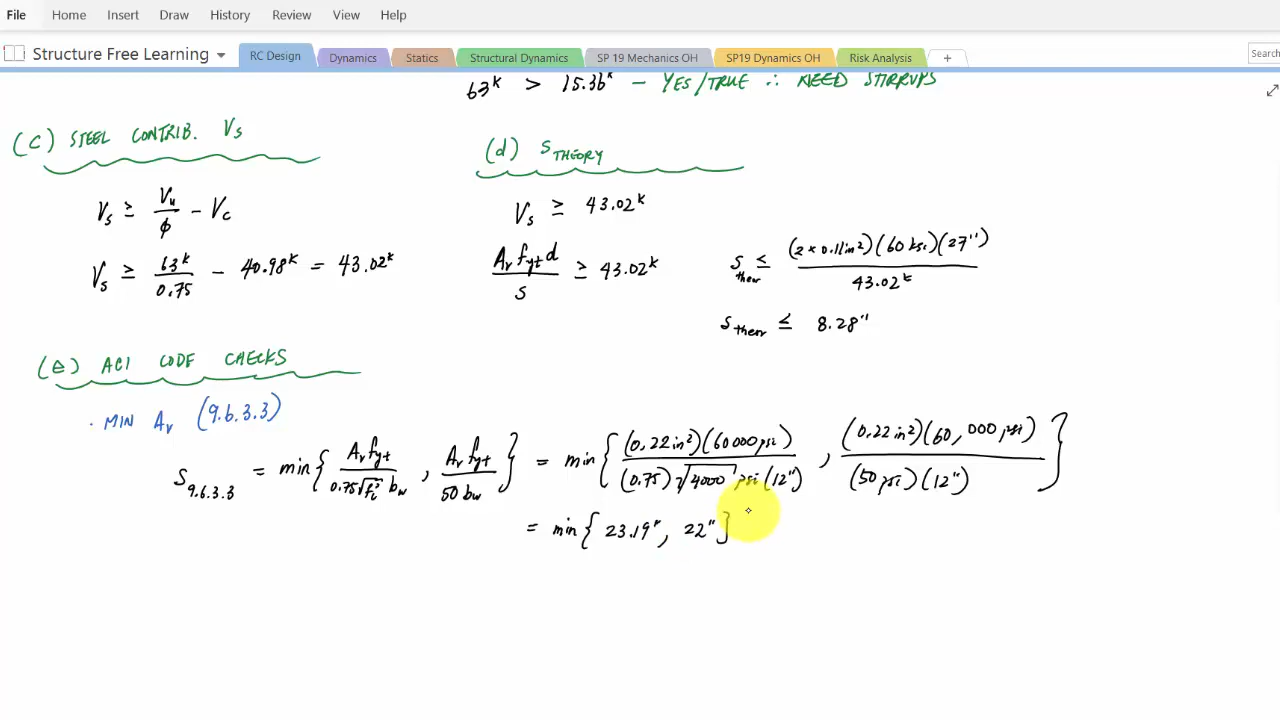 File Home Insert Draw History Review View Help
Structure Free Learning RC Design Dynamics Statics Structural Dynamics SP 19 Mechanics OH SP19 Dynamics OH Risk Analysis + Search
63ᵏ > 15.36ᵏ – YES/TRUE ∴ NEED STIRRUPS
(c) STEEL CONTRIB. Vs
Vs ≥ Vu/ϕ - Vc
Vs ≥ 63ᵏ/0.75 - 40.98ᵏ = 43.02ᵏ
(d) S THEORY
Vs ≥ 43.02ᵏ
Av fyt d / S ≥ 43.02ᵏ
S theor ≤ (2 x 0.11in²)(60 ksi)(27") / 43.02ᵏ
S theor ≤ 8.28"
(e) ACI CODE CHECKS
· MIN Av (9.6.3.3)
S 9.6.3.3 = min{ Av fyt / 0.75√f'c bw , Av fyt / 50 bw } = min{ (0.22in²)(60000psi) / (0.75)√4000 psi (12") , (0.22in²)(60,000 psi) / (50psi)(12") }
= min{ 23.19", 22" }